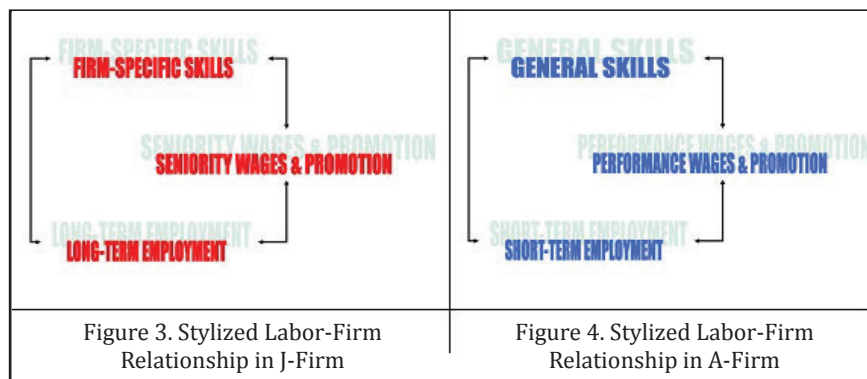 FIRM-SPECIFIC SKILLS
FIRM-SPECIFIC SKILLS
SENIORITY WAGES & PROMOTION
SENIORITY WAGES & PROMOTION
LONG-TERM EMPLOYMENT
LONG-TERM EMPLOYMENT
Figure 3. Stylized Labor-Firm
Relationship in J-Firm
GENERAL SKILLS
GENERAL SKILLS
PERFORMANCE WAGES & PROMOTION
PERFORMANCE WAGES & PROMOTION
SHORT-TERM EMPLOYMENT
SHORT-TERM EMPLOYMENT
Figure 4. Stylized Labor-Firm
Relationship in A-Firm